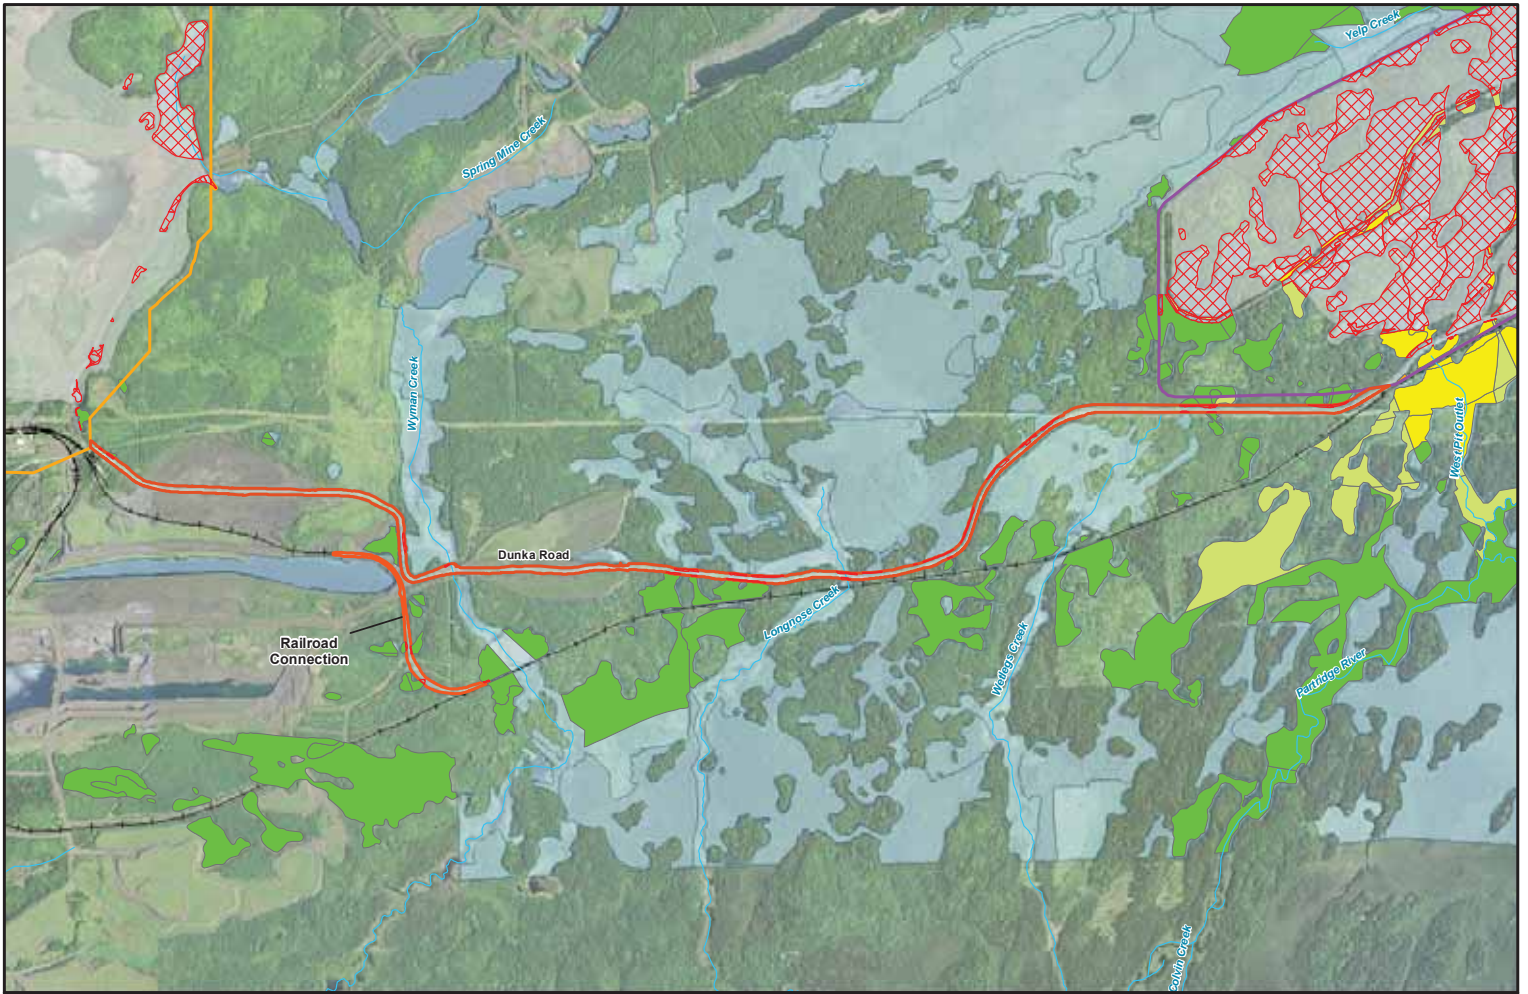 Yelp Creek
Spring Mine Creek
Wyman Creek
West Pit Outlet
Dunka Road
Longnose Creek
Railroad
Connection
Wetlegs Creek
Partridge River
Colvin Creek